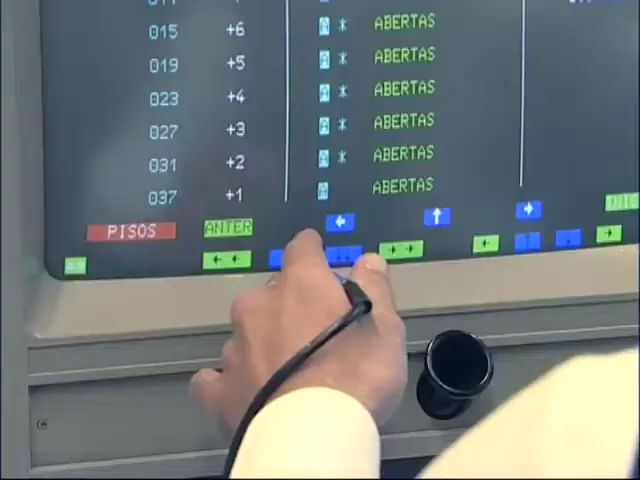 015 +6 A * ABERTAS
019 +5 A * ABERTAS
023 +4 A * ABERTAS
027 +3 A * ABERTAS
031 +2 A * ABERTAS
037 +1 A ABERTAS
PISOS ANTER ← ↑ →
← ← → → ← →